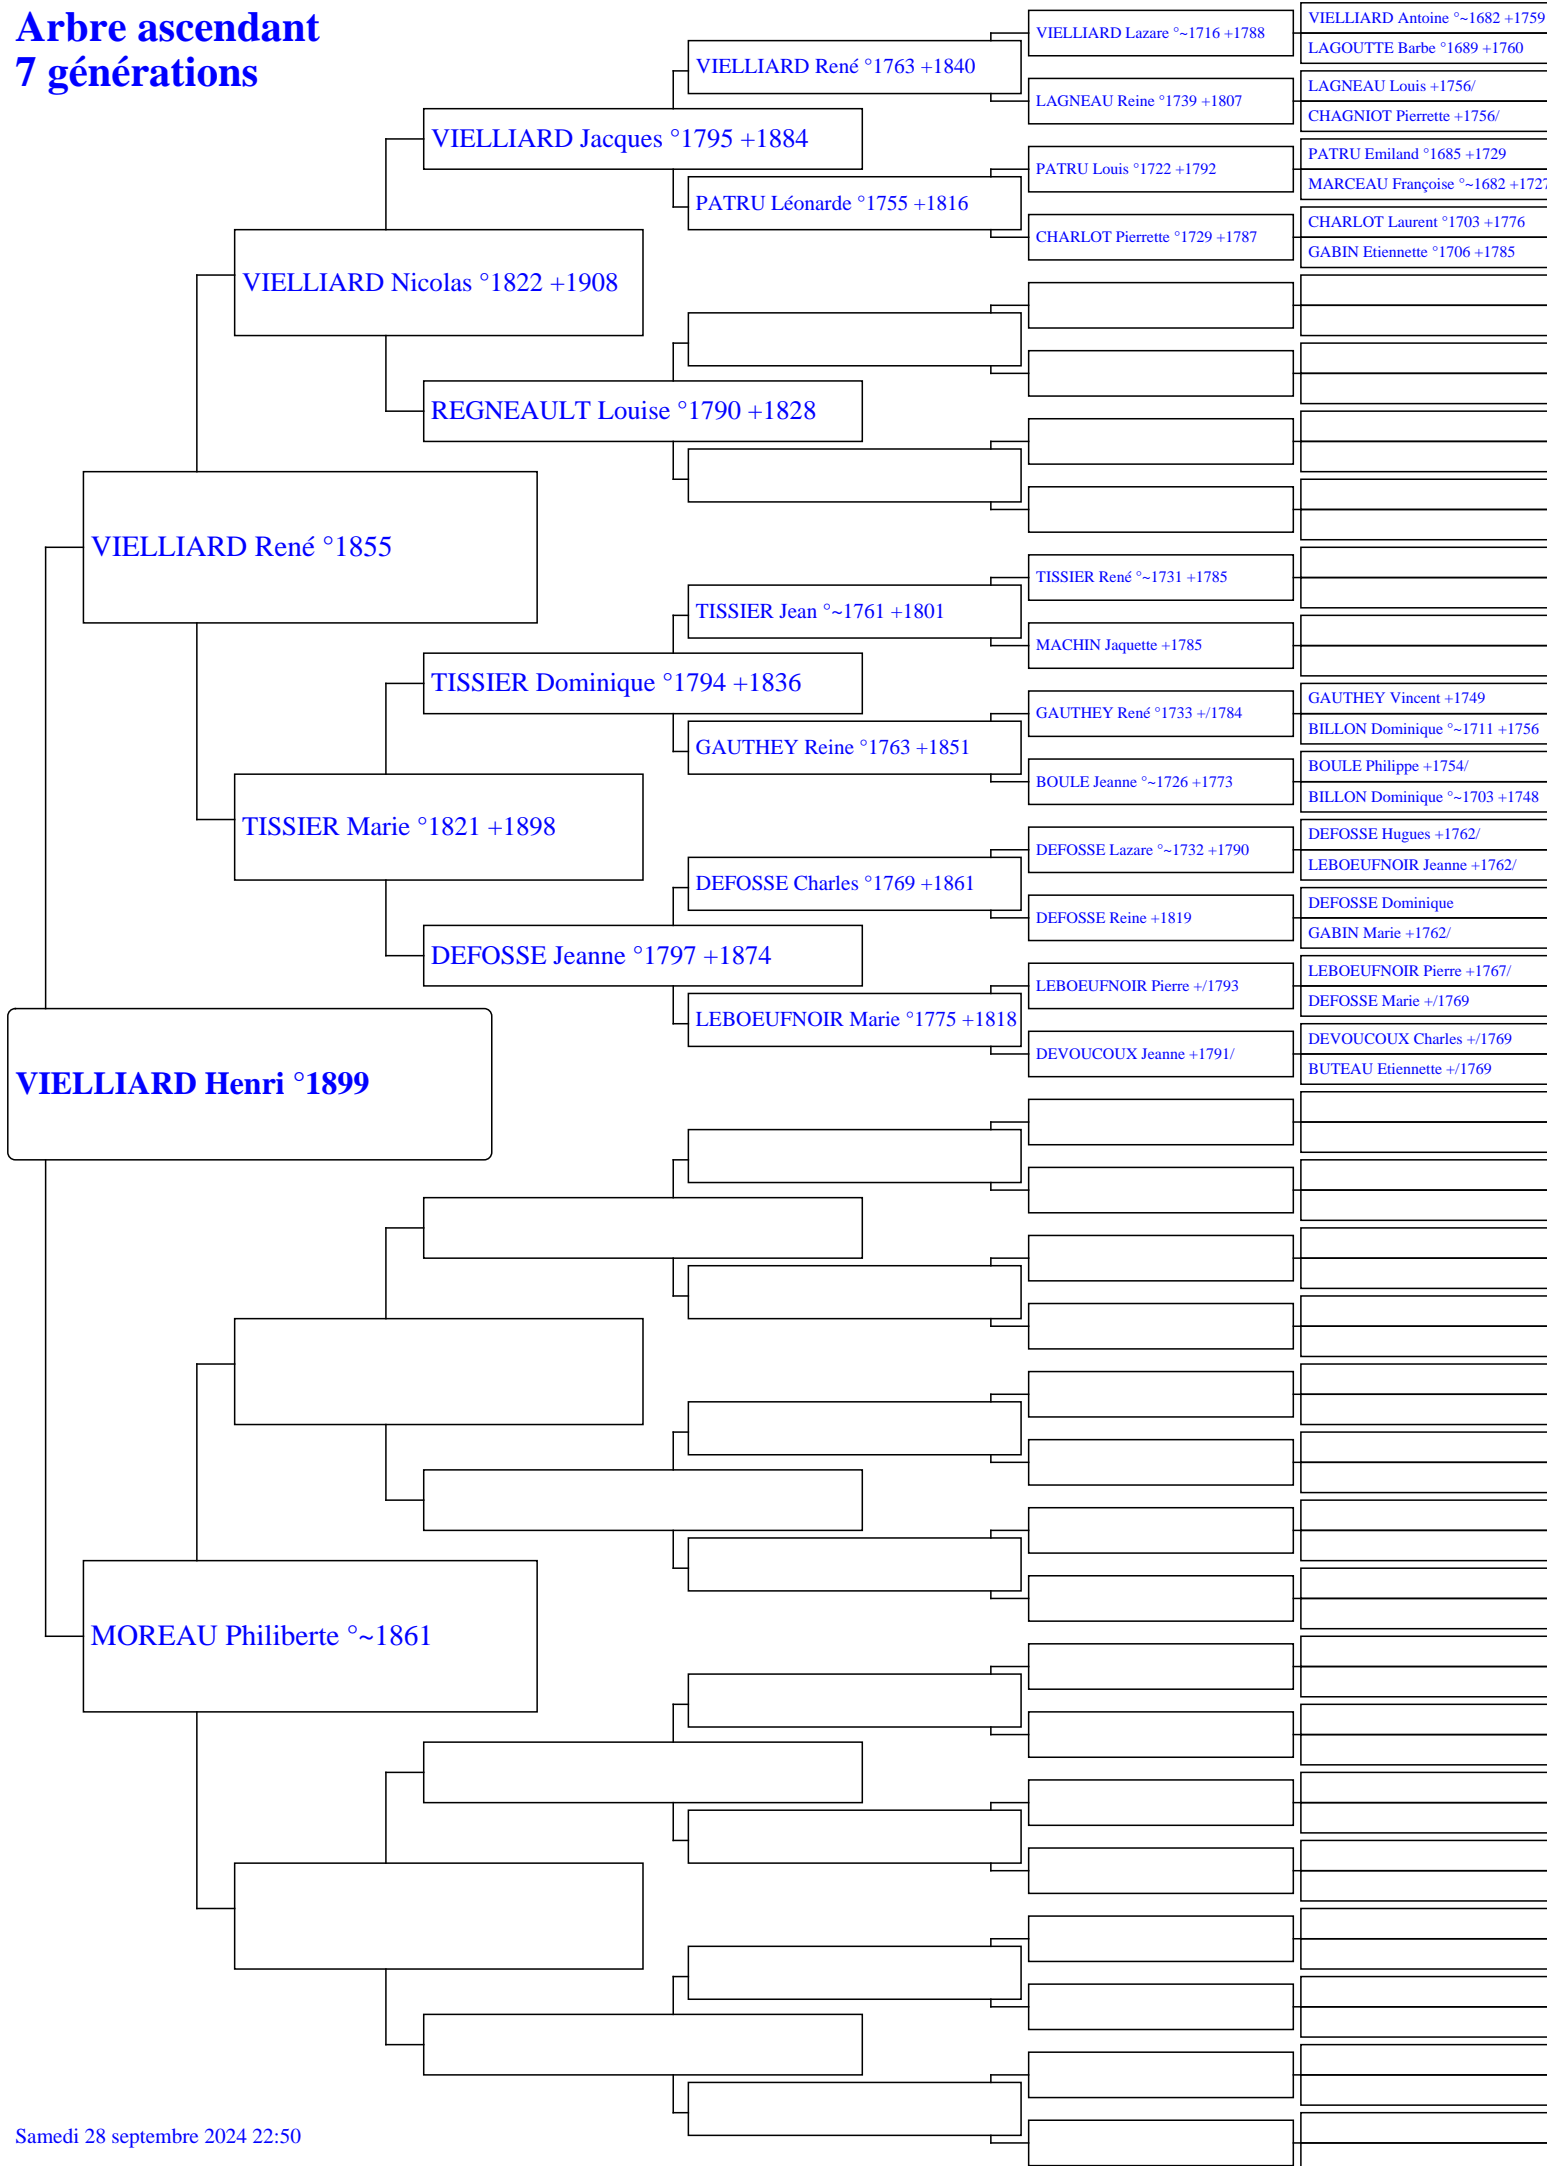 Arbre ascendant
7 générations
VIELLIARD Henri °1899
VIELLIARD René °1855
MOREAU Philiberte °~1861
VIELLIARD Nicolas °1822 +1908
TISSIER Marie °1821 +1898
VIELLIARD Jacques °1795 +1884
REGNEAULT Louise °1790 +1828
TISSIER Dominique °1794 +1836
DEFOSSE Jeanne °1797 +1874
VIELLIARD René °1763 +1840
PATRU Léonarde °1755 +1816
TISSIER Jean °~1761 +1801
GAUTHEY Reine °1763 +1851
DEFOSSE Charles °1769 +1861
LEBOEUFNOIR Marie °1775 +1818
VIELLIARD Lazare °~1716 +1788
LAGNEAU Reine °1739 +1807
PATRU Louis °1722 +1792
CHARLOT Pierrette °1729 +1787
TISSIER René °~1731 +1785
MACHIN Jaquette +1785
GAUTHEY René °1733 +/1784
BOULE Jeanne °~1726 +1773
DEFOSSE Lazare °~1732 +1790
DEFOSSE Reine +1819
LEBOEUFNOIR Pierre +/1793
DEVOUCOUX Jeanne +1791/
VIELLIARD Antoine °~1682 +1759
LAGOUTTE Barbe °1689 +1760
LAGNEAU Louis +1756/
CHAGNIOT Pierrette +1756/
PATRU Emiland °1685 +1729
MARCEAU Françoise °~1682 +1727
CHARLOT Laurent °1703 +1776
GABIN Etiennette °1706 +1785
GAUTHEY Vincent +1749
BILLON Dominique °~1711 +1756
BOULE Philippe +1754/
BILLON Dominique °~1703 +1748
DEFOSSE Hugues +1762/
LEBOEUFNOIR Jeanne +1762/
DEFOSSE Dominique
GABIN Marie +1762/
LEBOEUFNOIR Pierre +1767/
DEFOSSE Marie +/1769
DEVOUCOUX Charles +/1769
BUTEAU Etiennette +/1769
Samedi 28 septembre 2024 22:50